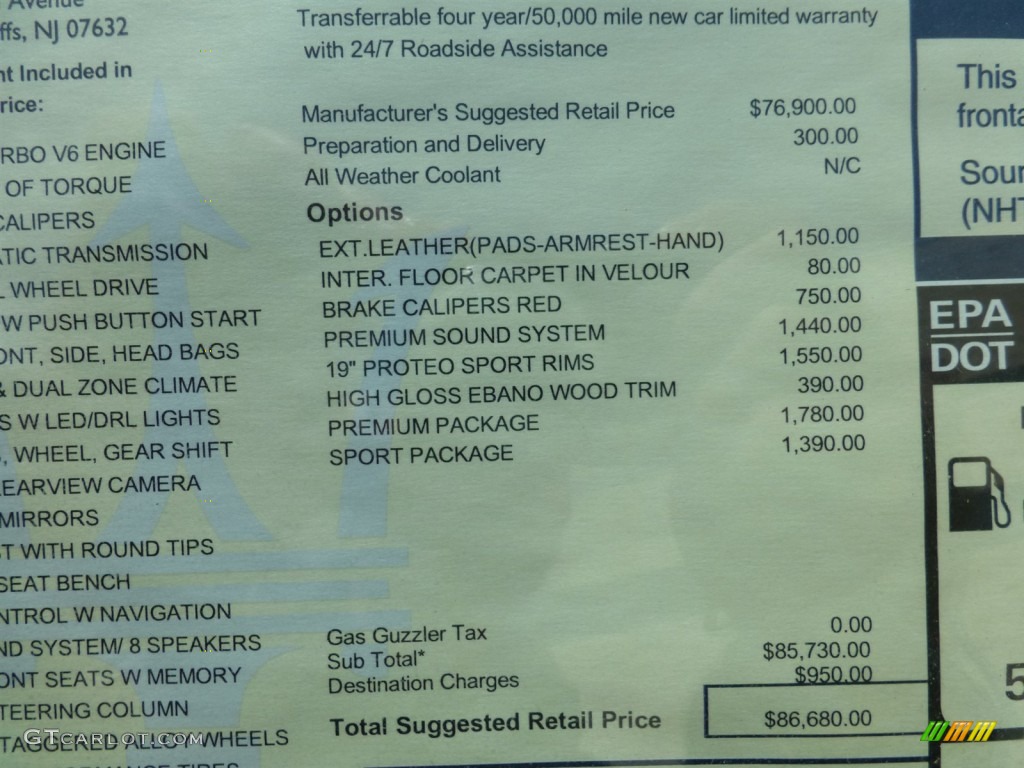 Avenue
ffs, NJ 07632
nt Included in
rice:
RBO V6 ENGINE
OF TORQUE
CALIPERS
TIC TRANSMISSION
L WHEEL DRIVE
W PUSH BUTTON START
ONT, SIDE, HEAD BAGS
& DUAL ZONE CLIMATE
S W LED/DRL LIGHTS
, WHEEL, GEAR SHIFT
EARVIEW CAMERA
MIRRORS
ST WITH ROUND TIPS
SEAT BENCH
NTROL W NAVIGATION
ND SYSTEM/ 8 SPEAKERS
ONT SEATS W MEMORY
TEERING COLUMN
TAGGERED ALLOY WHEELS
Transferrable four year/50,000 mile new car limited warranty
with 24/7 Roadside Assistance
Manufacturer's Suggested Retail Price $76,900.00
Preparation and Delivery 300.00
All Weather Coolant N/C
Options
EXT.LEATHER(PADS-ARMREST-HAND) 1,150.00
INTER. FLOOR CARPET IN VELOUR 80.00
BRAKE CALIPERS RED 750.00
PREMIUM SOUND SYSTEM 1,440.00
19" PROTEO SPORT RIMS 1,550.00
HIGH GLOSS EBANO WOOD TRIM 390.00
PREMIUM PACKAGE 1,780.00
SPORT PACKAGE 1,390.00
Gas Guzzler Tax 0.00
Sub Total* $85,730.00
Destination Charges $950.00
Total Suggested Retail Price $86,680.00
This
fronta
Sour
(NHT
EPA
DOT
5
GTcarlot.com